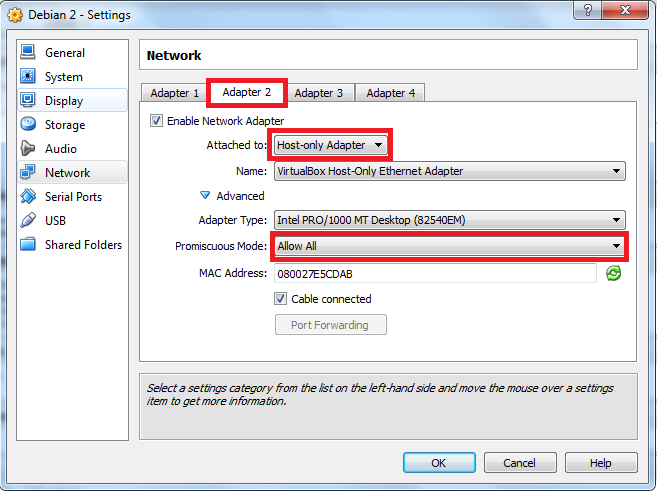 Debian 2 - Settings
?
General
System
Display
Storage
Audio
Network
Serial Ports
USB
Shared Folders
Network
Adapter 1 Adapter 2 Adapter 3 Adapter 4
Enable Network Adapter
Attached to: Host-only Adapter
Name: VirtualBox Host-Only Ethernet Adapter
Advanced
Adapter Type: Intel PRO/1000 MT Desktop (82540EM)
Promiscuous Mode: Allow All
MAC Address: 080027E5CDAB
Cable connected
Port Forwarding
Select a settings category from the list on the left-hand side and move the mouse over a settings
item to get more information.
OK Cancel Help